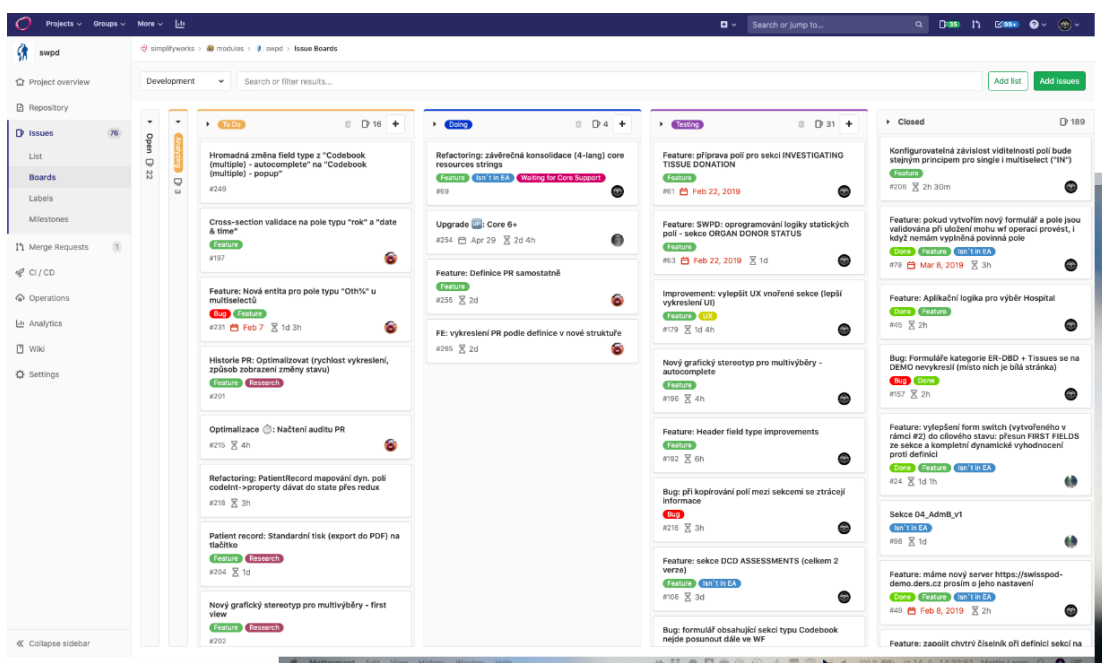 Projects Groups More Search or jump to... 35 99+
swpd
simplifyworks > modulos > swpd > Issue Boards
Project overview
Repository
Issues 76
List
Boards
Labels
Milestones
Merge Requests 1
CI / CD
Operations
Analytics
Wiki
Settings
Collapse sidebar
Development Search or filter results... Add list Add issues
Open 22
Analyzing 3
To Do 16
Hromadná změna field type z "Codebook
(multiple) - autocomplete" na "Codebook
(multiple) - popup"
#249
Cross-section validace na pole typu "rok" a "date
& time"
Feature
#197
Feature: Nová entita pro pole typu "Oth%" u
multiselectů
Bug Feature
#231 Feb 7 1d 3h
Historie PR: Optimalizovat (rychlost vykreslení,
způsob zobrazení změny stavu)
Feature Research
#201
Optimalizace ⏱: Načtení auditu PR
#215 4h
Refactoring: PatientRecord mapování dyn. polí
codeInt->property dávat do state přes redux
#218 3h
Patient record: Standardní tisk (export do PDF) na
tlačítko
Feature Research
#204 1d
Nový grafický stereotyp pro multivýběry - first
view
Feature Research
#202
Doing 4
Refactoring: závěrečná konsolidace (4-lang) core
resources strings
Feature Isn´t in EA Waiting for Core Support
#69
Upgrade 🆙: Core 6+
#254 Apr 29 2d 4h
Feature: Definice PR samostatně
Feature
#255 2d
FE: vykreslení PR podle definice v nové struktuře
#265 2d
Testing 31
Feature: příprava polí pro sekci INVESTIGATING
TISSUE DONATION
Feature
#61 Feb 22, 2019
Feature: SWPD: oprogramování logiky statických
polí - sekce ORGAN DONOR STATUS
Feature
#63 Feb 22, 2019 1d
Improvement: vylepšit UX vnořené sekce (lepší
vykreslení UI)
Feature UX
#179 1d 4h
Nový grafický stereotyp pro multivýběry -
autocomplete
Feature
#196 4h
Feature: Header field type improvements
Feature
#192 6h
Bug: při kopírování polí mezi sekcemi se ztrácejí
informace
Bug
#216 3h
Feature: sekce DCD ASSESSMENTS (celkem 2
verze)
Feature Isn´t in EA
#106 3d
Bug: formulář obsahující sekci typu Codebook
nejde posunout dále ve WF
Closed 189
Konfigurovatelná závislost viditelnosti polí bude
stejným principem pro single i multiselect ("IN")
Feature
#206 2h 30m
Feature: pokud vytvořím nový formulář a pole jsou
validována při uložení mohu wf operaci provést, i
když nemám vyplněná povinná pole
Done Feature Isn´t in EA
#79 Mar 8, 2019 3h
Feature: Aplikační logika pro výběr Hospital
Done Feature
#45 2h
Bug: Formuláře kategorie ER-DBD + Tissues se na
DEMO nevykreslí (místo nich je bílá stránka)
Bug Done
#157 2h
Feature: vylepšení form switch (vytvořeného v
rámci #2) do cílového stavu: přesun FIRST FIELDS
ze sekce a kompletní dynamické vyhodnocení
proti definici
Done Feature Isn´t in EA
#24 1d 1h
Sekce 04_AdmB_v1
Isn´t in EA
#98 1d
Feature: máme nový server https://swisspod-
demo.ders.cz prosím o jeho nastavení
Done Feature Isn´t in EA
#49 Feb 8, 2019 2h
Feature: zapojit chytrý číselník při definici sekcí na
Mattermost Edit View History Window Help